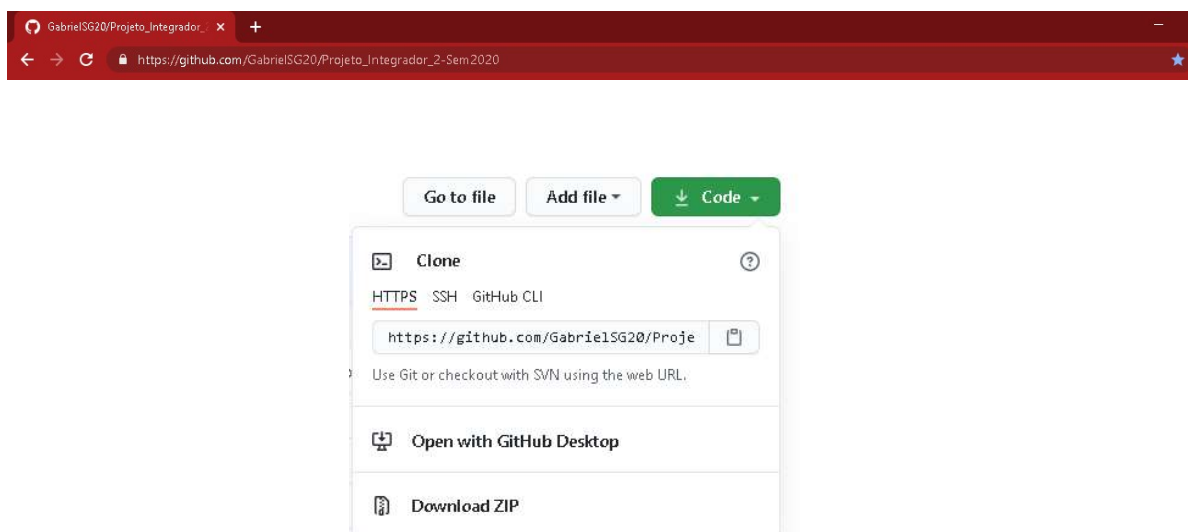 GabrielSG20/Projeto_Integrador_
https://github.com/GabrielSG20/Projeto_Integrador_2-Sem2020
Go to file Add file Code
Clone
HTTPS SSH GitHub CLI
https://github.com/GabrielSG20/Proje
Use Git or checkout with SVN using the web URL.
Open with GitHub Desktop
Download ZIP